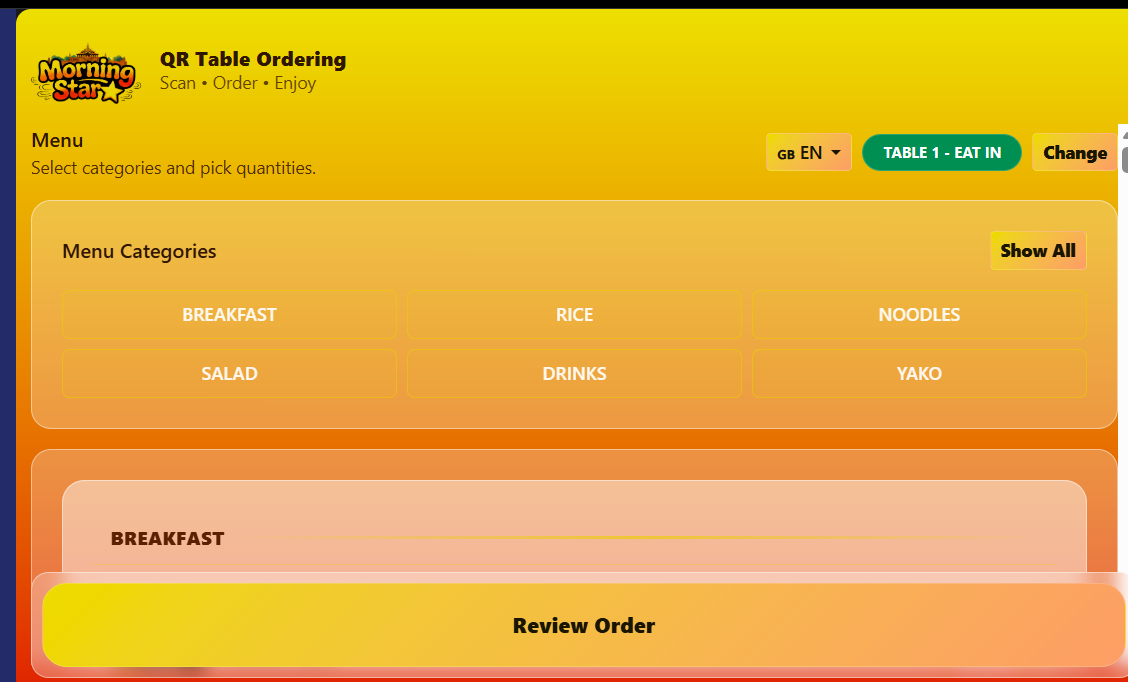 Morning
Star
QR Table Ordering
Scan • Order • Enjoy
Menu
Select categories and pick quantities.
GB EN
TABLE 1 - EAT IN
Change
Menu Categories
Show All
BREAKFAST
RICE
NOODLES
SALAD
DRINKS
YAKO
BREAKFAST
Review Order